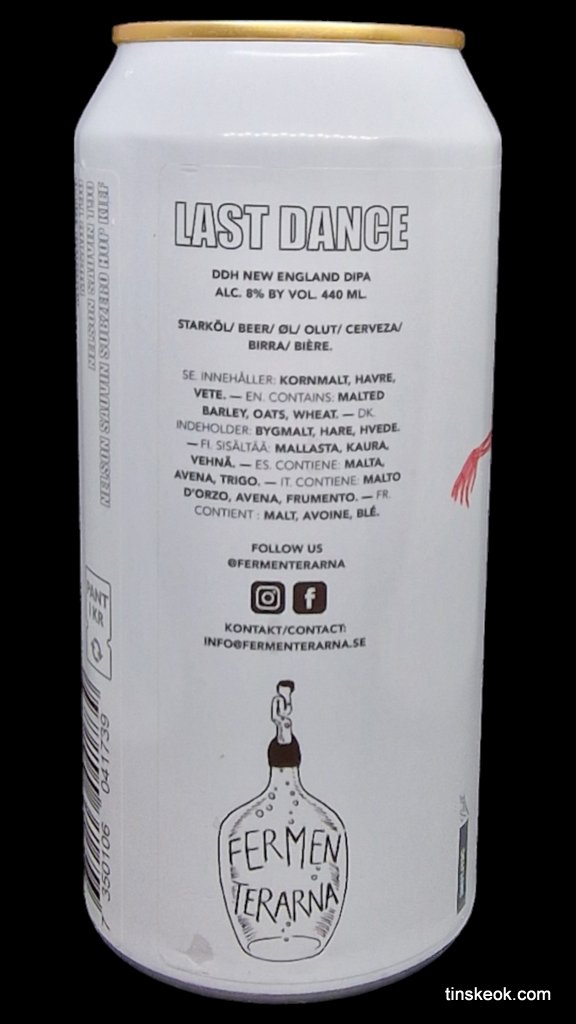 LAST DANCE
DDH NEW ENGLAND DIPA
ALC. 8% BY VOL. 440 ML.
STARKÖL/ BEER/ ØL/ OLUT/ CERVEZA/
BIRRA/ BIÈRE.
SE. INNEHÅLLER: KORNMALT, HAVRE,
VETE. — EN. CONTAINS: MALTED
BARLEY, OATS, WHEAT. — DK.
INDEHOLDER: BYGMALT, HARE, HVEDE.
— FI. SISÄLTÄÄ: MALLASTA, KAURA,
VEHNÄ. — ES. CONTIENE: MALTA,
AVENA, TRIGO. — IT. CONTIENE: MALTO
D'ORZO, AVENA, FRUMENTO. — FR.
CONTIENT : MALT, AVOINE, BLÉ.
FOLLOW US
@FERMENTERARNA
KONTAKT/CONTACT:
INFO@FERMENTERARNA.SE
FERMEN
TERARNA
NELSON SAUVIN SUBZERO HOP KIEF
NELSON
PANT
1 KR
7 350106 041739
tinskeok.com